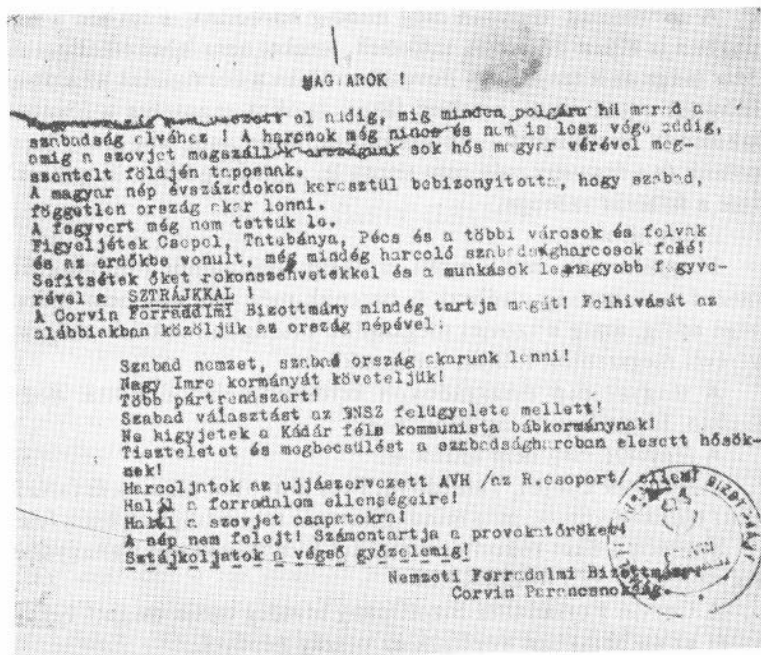 MAGYAROK !
el addig, mig minden polgára hű marad a
szabadság elvéhez ! A harcnak még nincs és nem is lesz vége addig,
amig a szovjet megszállók országunk sok hős magyar vérével meg-
szentelt földjén taposnak.
A magyar nép évszázadokon keresztül bebizonyitotta, hogy szabad,
független ország akar lenni.
A fegyvert még nem tettük le.
Figyeljétek Csepel, Tatabánya, Pécs és a többi városok és falvak
és az erdőkbe vonult, még mindég harcoló szabadságharcosok felé!
Segitsétek őket rokonszenvetekkel és a munkások legnagyobb fegyve-
rével a SZTRÁJKKAL !
A Corvin Forradalmi Bizottmány mindég tartja magát! Felhivását az
alábbiakban közöljük az ország népével:
Szabad nemzet, szabad ország akarunk lenni!
Nagy Imre kormányát követeljük!
Több pártrendszert!
Szabad választást az ENSZ felügyelete mellett!
Ne higyjetek a Kádár féle kommunista bábkormánynak!
Tiszteletet és megbecsülést a szabadságharcban elesett hősök-
nek!
Harcoljatok az ujjászervezett AVH /az R.csoport/ ellen!
Halál a forradalom ellenségeire!
Halál a szovjet csapatokra!
A nép nem felejt! Számontartja a provokatőröket!
Sztájkoljatok a végső győzelemig!
Nemzeti Forradalmi Bizottmány
Corvin Parancsnokság.